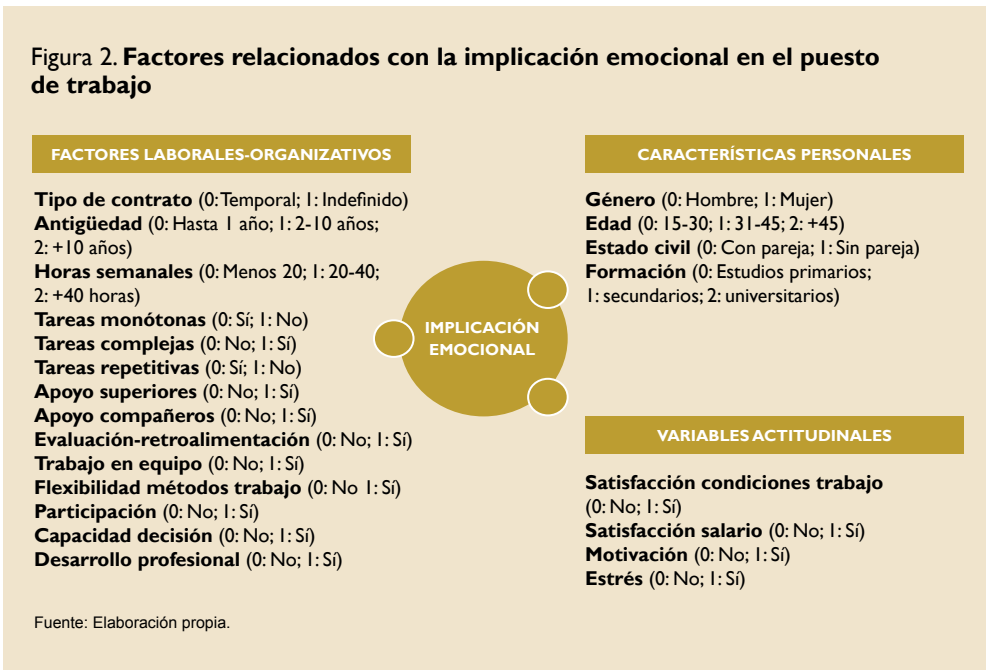 Figura 2. Factores relacionados con la implicación emocional en el puesto
de trabajo
FACTORES LABORALES-ORGANIZATIVOS
Tipo de contrato (0: Temporal; 1: Indefinido)
Antigüedad (0: Hasta 1 año; 1: 2-10 años;
2: +10 años)
Horas semanales (0: Menos 20; 1: 20-40;
2: +40 horas)
Tareas monótonas (0: Sí; 1: No)
Tareas complejas (0: No; 1: Sí)
Tareas repetitivas (0: Sí; 1: No)
Apoyo superiores (0: No; 1: Sí)
Apoyo compañeros (0: No; 1: Sí)
Evaluación-retroalimentación (0: No; 1: Sí)
Trabajo en equipo (0: No; 1: Sí)
Flexibilidad métodos trabajo (0: No 1: Sí)
Participación (0: No; 1: Sí)
Capacidad decisión (0: No; 1: Sí)
Desarrollo profesional (0: No; 1: Sí)
IMPLICACIÓN
EMOCIONAL
CARACTERÍSTICAS PERSONALES
Género (0: Hombre; 1: Mujer)
Edad (0: 15-30; 1: 31-45; 2: +45)
Estado civil (0: Con pareja; 1: Sin pareja)
Formación (0: Estudios primarios;
1: secundarios; 2: universitarios)
VARIABLES ACTITUDINALES
Satisfacción condiciones trabajo
(0: No; 1: Sí)
Satisfacción salario (0: No; 1: Sí)
Motivación (0: No; 1: Sí)
Estrés (0: No; 1: Sí)
Fuente: Elaboración propia.